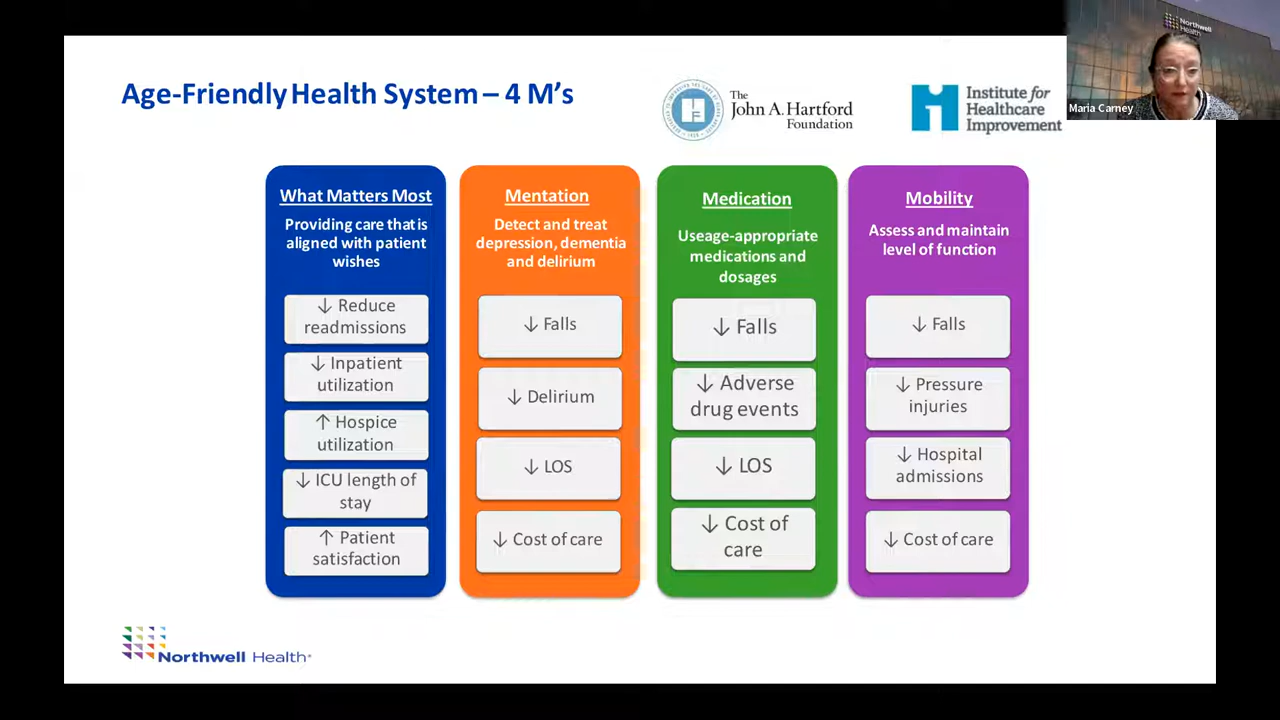 Age-Friendly Health System – 4 M's
The
John A. Hartford
Foundation
Institute for
Healthcare
Improvement
Northwell
Health
Maria Carney
What Matters Most
Providing care that is
aligned with patient
wishes
↓ Reduce
readmissions
↓ Inpatient
utilization
↑ Hospice
utilization
↓ ICU length of
stay
↑ Patient
satisfaction
Mentation
Detect and treat
depression, dementia
and delirium
↓ Falls
↓ Delirium
↓ LOS
↓ Cost of care
Medication
Useage-appropriate
medications and
dosages
↓ Falls
↓ Adverse
drug events
↓ LOS
↓ Cost of
care
Mobility
Assess and maintain
level of function
↓ Falls
↓ Pressure
injuries
↓ Hospital
admissions
↓ Cost of care
Northwell Health